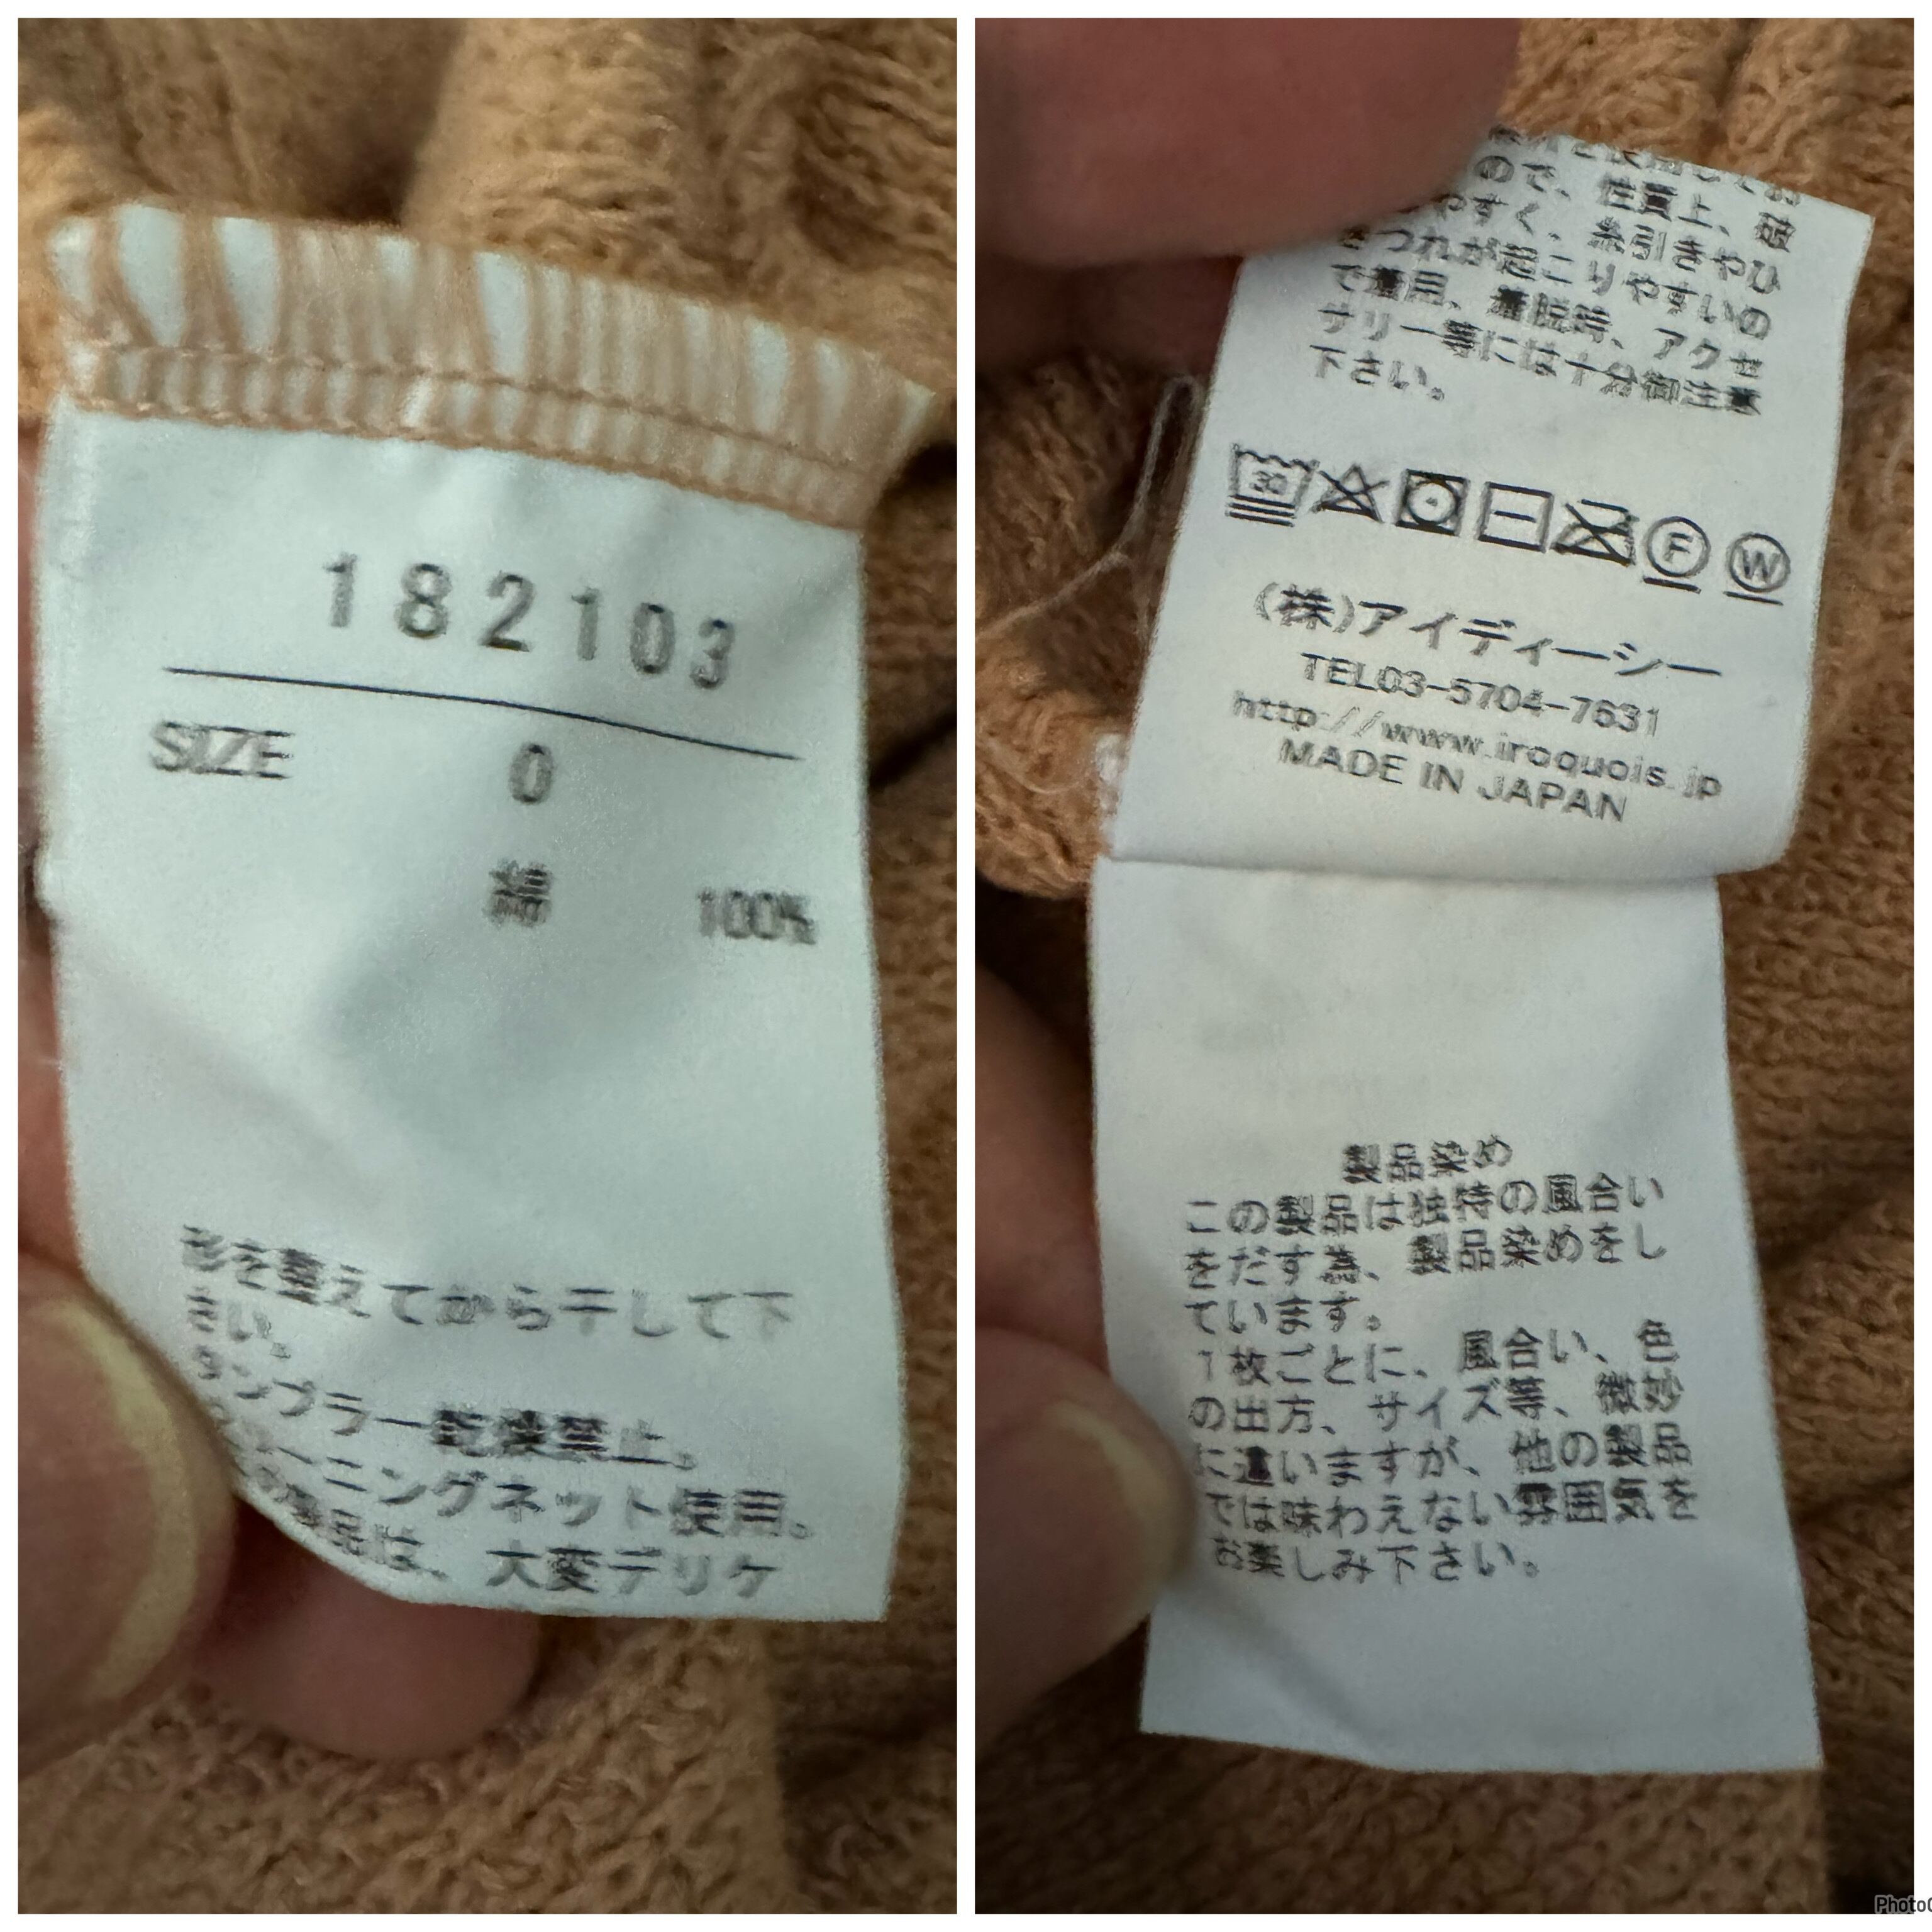 182103
SIZE 0
綿 100%
形を整えてから干して下
さい。
タンブラー乾燥禁止。
ーニングネット使用。
品は、大変デリケ
ので、性質上、
やすく、糸引きやひ
きつれが起こりやすいの
で着用、着脱時、アクセ
サリー等には十分御注意
下さい。
30
F W
(株)アイディーシー
TEL03-5704-7631
http://www.iroquois.jp
MADE IN JAPAN
製品染め
この製品は独特の風合い
をだす為、製品染めをし
ています。
1枚ごとに、風合い、色
の出方、サイズ等、微妙
に違いますが、他の製品
では味わえない雰囲気を
お楽しみ下さい。
Photo